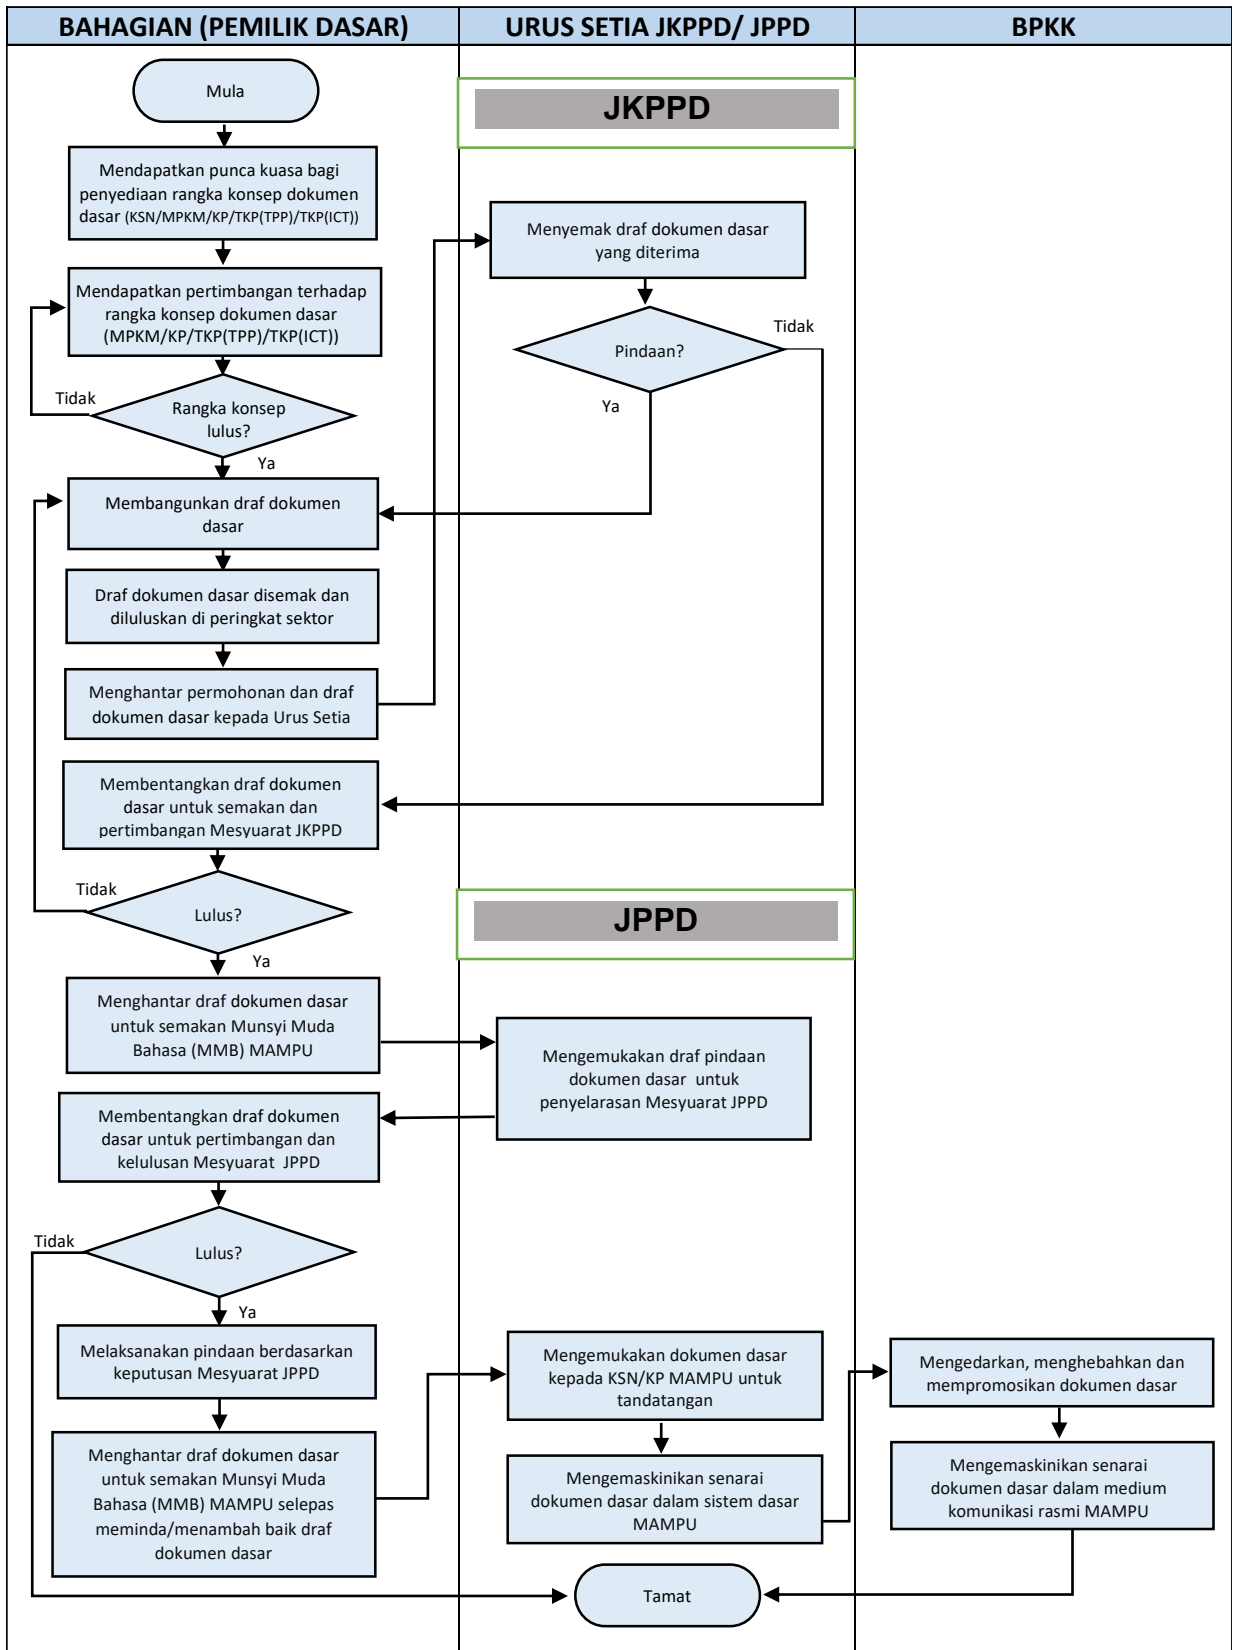 BAHAGIAN (PEMILIK DASAR)
URUS SETIA JKPPD/ JPPD
BPKK
Mula
Mendapatkan punca kuasa bagi
penyediaan rangka konsep dokumen
dasar (KSN/MPKM/KP/TKP(TPP)/TKP(ICT))
Mendapatkan pertimbangan terhadap
rangka konsep dokumen dasar
(MPKM/KP/TKP(TPP)/TKP(ICT))
Tidak
Rangka konsep
lulus?
Ya
Membangunkan draf dokumen
dasar
Draf dokumen dasar disemak dan
diluluskan di peringkat sektor
Menghantar permohonan dan draf
dokumen dasar kepada Urus Setia
JKPPD
Menyemak draf dokumen dasar
yang diterima
Pindaan?
Tidak
Ya
Membentangkan draf dokumen
dasar untuk semakan dan
pertimbangan Mesyuarat JKPPD
Tidak
Lulus?
Ya
JPPD
Menghantar draf dokumen dasar
untuk semakan Munsyi Muda
Bahasa (MMB) MAMPU
Mengemukakan draf pindaan
dokumen dasar untuk
penyelarasan Mesyuarat JPPD
Membentangkan draf dokumen
dasar untuk pertimbangan dan
kelulusan Mesyuarat JPPD
Tidak
Lulus?
Ya
Melaksanakan pindaan berdasarkan
keputusan Mesyuarat JPPD
Menghantar draf dokumen dasar
untuk semakan Munsyi Muda
Bahasa (MMB) MAMPU selepas
meminda/menambah baik draf
dokumen dasar
Mengemukakan dokumen dasar
kepada KSN/KP MAMPU untuk
tandatangan
Mengemaskinikan senarai
dokumen dasar dalam sistem dasar
MAMPU
Mengedarkan, menghebahkan dan
mempromosikan dokumen dasar
Mengemaskinikan senarai
dokumen dasar dalam medium
komunikasi rasmi MAMPU
Tamat